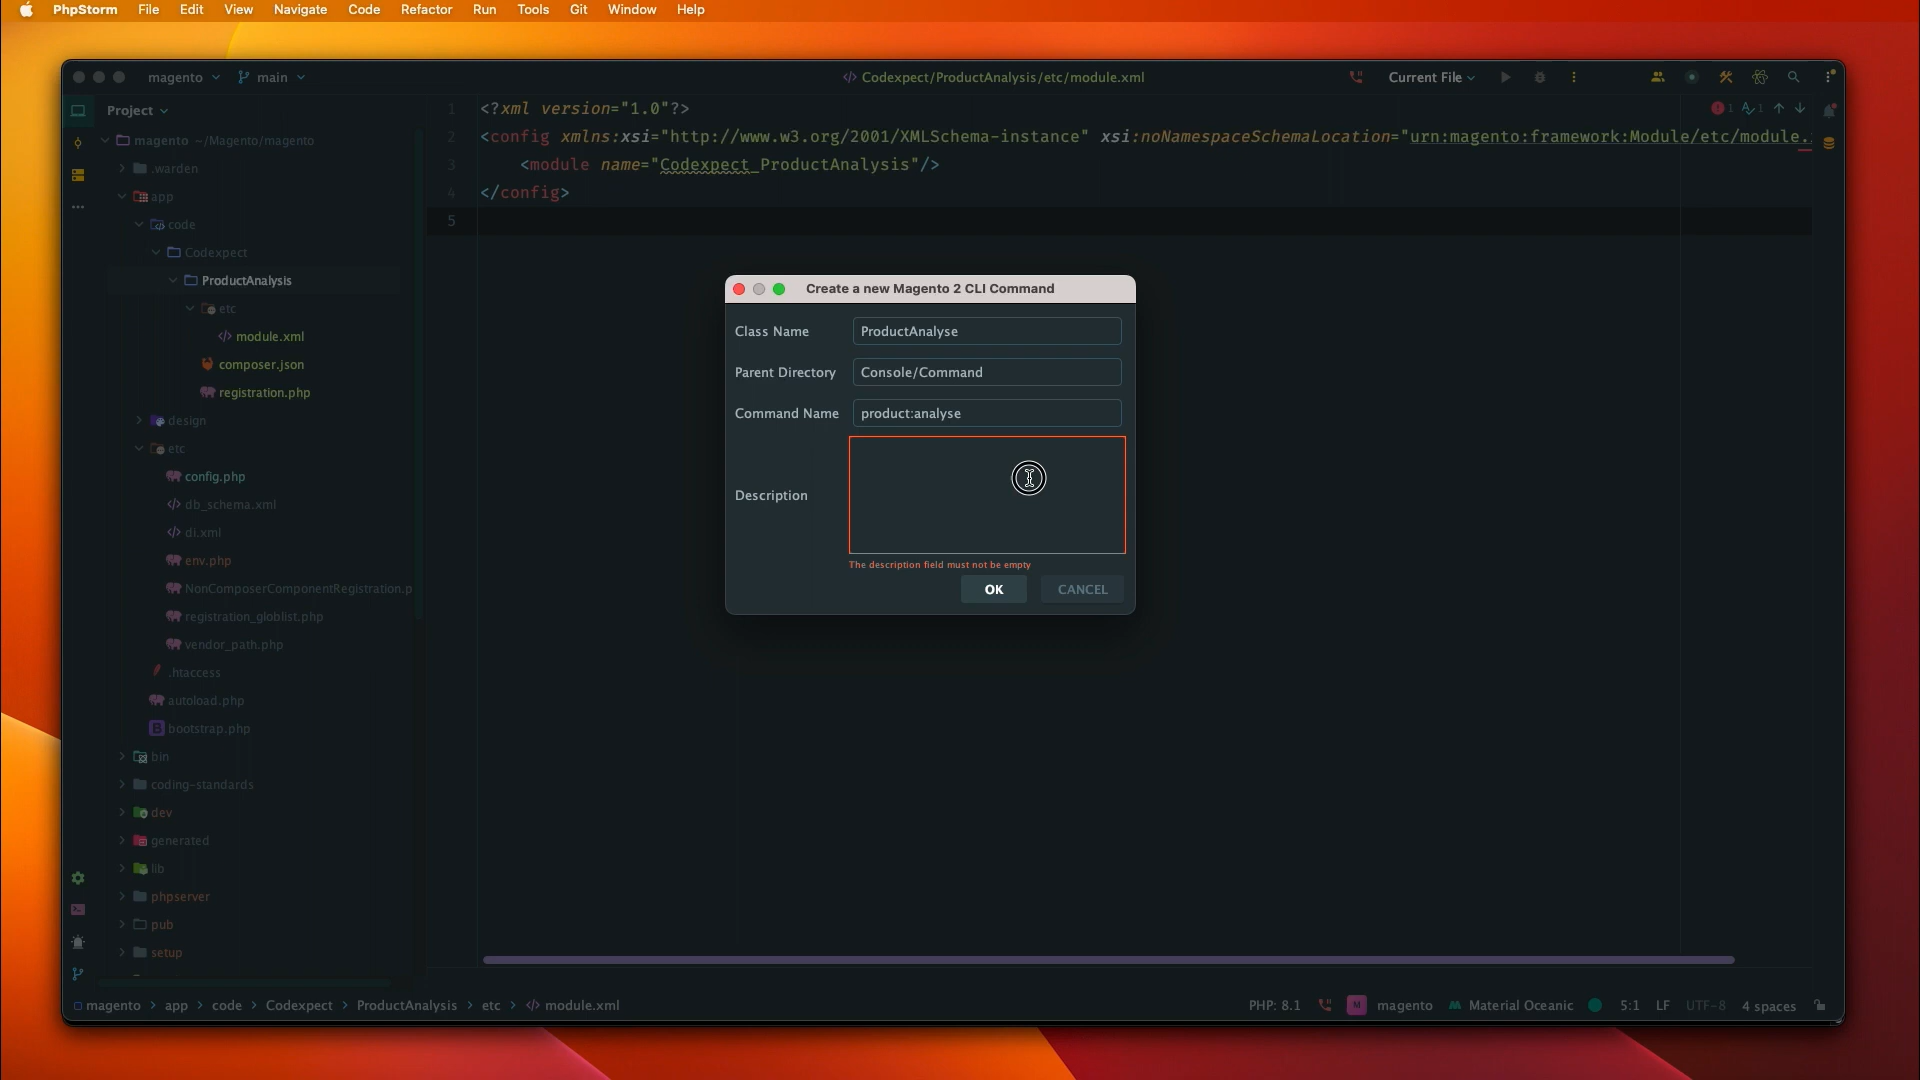 PhpStorm File Edit View Navigate Code Refactor Run Tools Git Window Help
magento main Codexpect/ProductAnalysis/etc/module.xml Current File
Project
magento ~/Magento/magento
.warden
app
code
Codexpect
ProductAnalysis
etc
module.xml
composer.json
registration.php
design
etc
config.php
db_schema.xml
di.xml
env.php
NonComposerComponentRegistration.p
registration_globlist.php
vendor_path.php
.htaccess
autoload.php
bootstrap.php
bin
coding-standards
dev
generated
lib
phpserver
pub
setup
1 <?xml version="1.0"?>
2 <config xmlns:xsi="http://www.w3.org/2001/XMLSchema-instance" xsi:noNamespaceSchemaLocation="urn:magento:framework:Module/etc/module.
3 <module name="Codexpect_ProductAnalysis"/>
4 </config>
5
1 1
Create a new Magento 2 CLI Command
Class Name ProductAnalyse
Parent Directory Console/Command
Command Name product:analyse
Description
The description field must not be empty
OK CANCEL
magento > app > code > Codexpect > ProductAnalysis > etc > module.xml
PHP: 8.1 M magento Material Oceanic 5:1 LF UTF-8 4 spaces